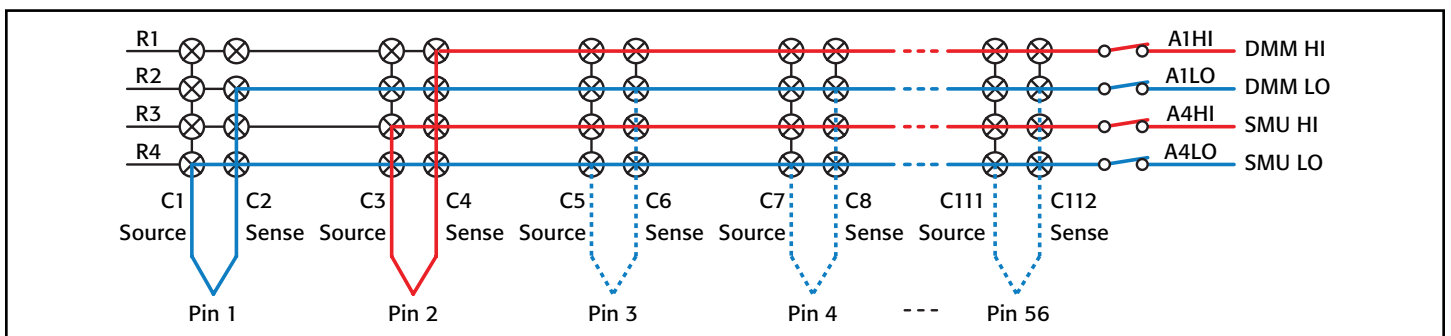 R1 A1HI DMM HI
R2 A1LO DMM LO
R3 A4HI SMU HI
R4 A4LO SMU LO
C1 C2 C3 C4 C5 C6 C7 C8 C111 C112
Source Sense Source Sense Source Sense Source Sense Source Sense
Pin 1 Pin 2 Pin 3 Pin 4 --- Pin 56